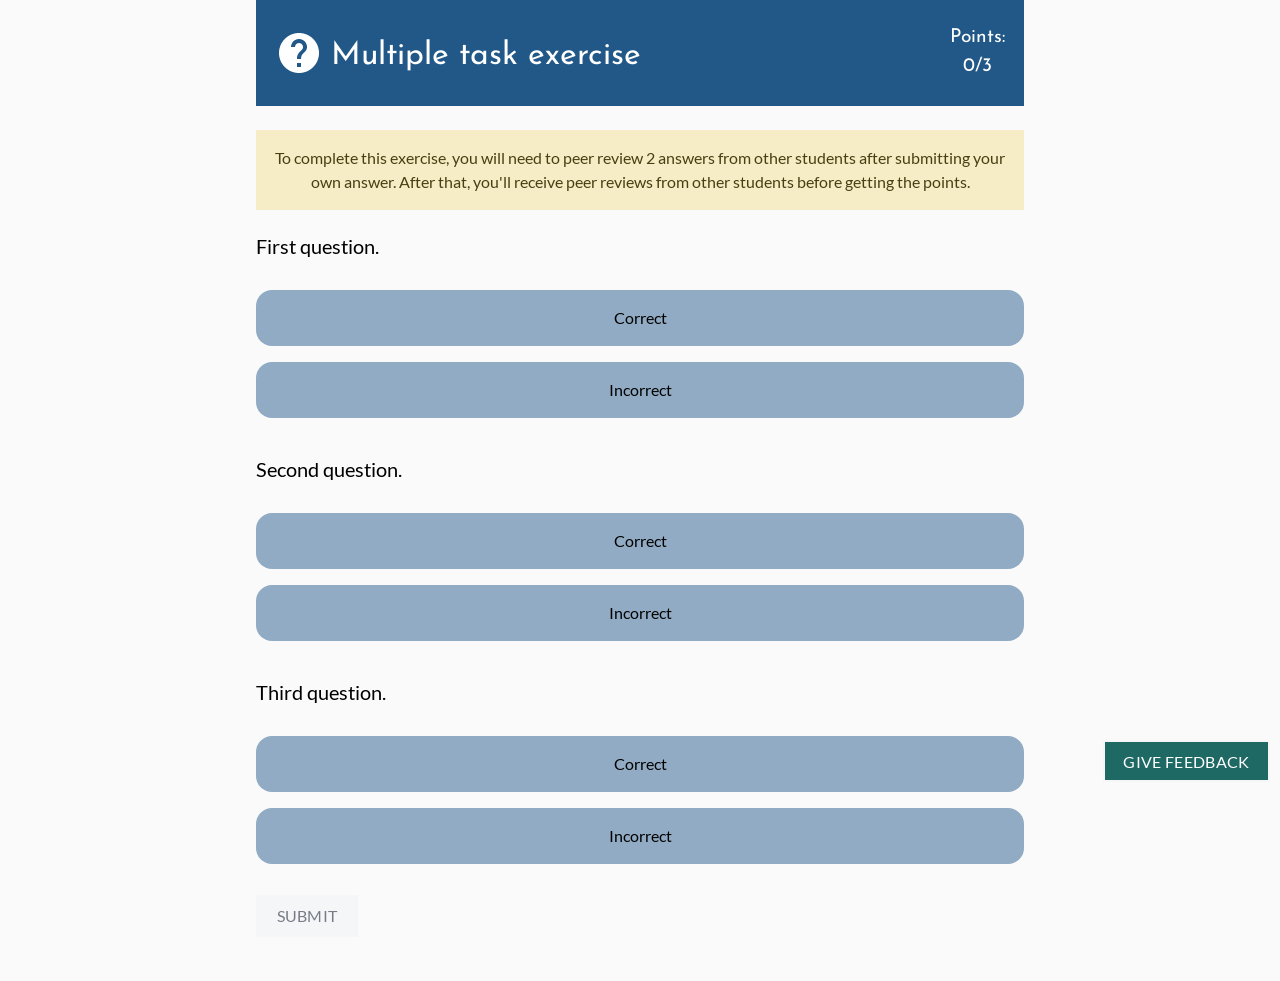 Multiple task exercise
Points:
0/3
To complete this exercise, you will need to peer review 2 answers from other students after submitting your
own answer. After that, you'll receive peer reviews from other students before getting the points.
First question.
Correct
Incorrect
Second question.
Correct
Incorrect
Third question.
Correct
GIVE FEEDBACK
Incorrect
SUBMIT